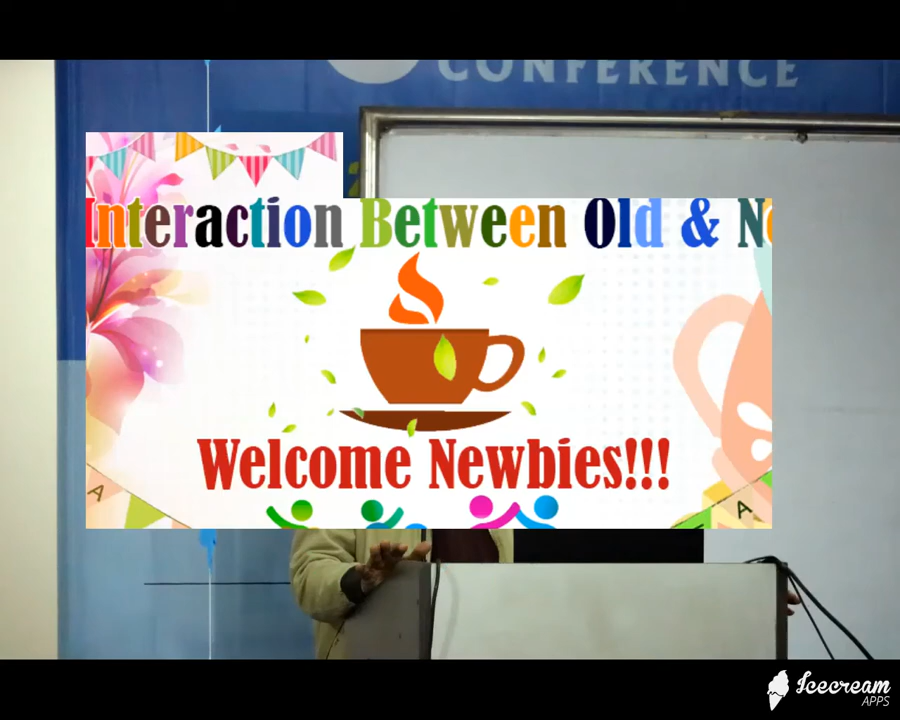 CONFERENCE
Interaction Between Old & Ne
Welcome Newbies!!!
A
A
Icecream
APPS